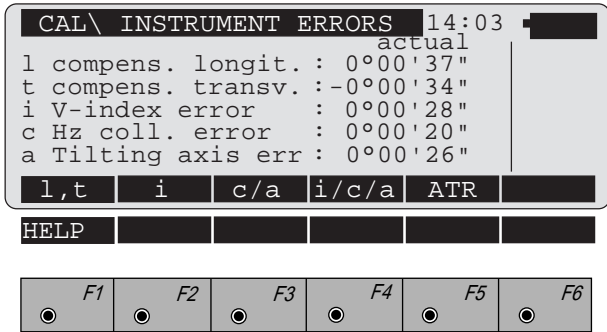 CAL\ INSTRUMENT ERRORS 14:03
actual
l compens. longit.: 0°00'37"
t compens. transv.:-0°00'34"
i V-index error : 0°00'28"
c Hz coll. error : 0°00'20"
a Tilting axis err: 0°00'26"
l,t i c/a i/c/a ATR
HELP
F1 F2 F3 F4 F5 F6